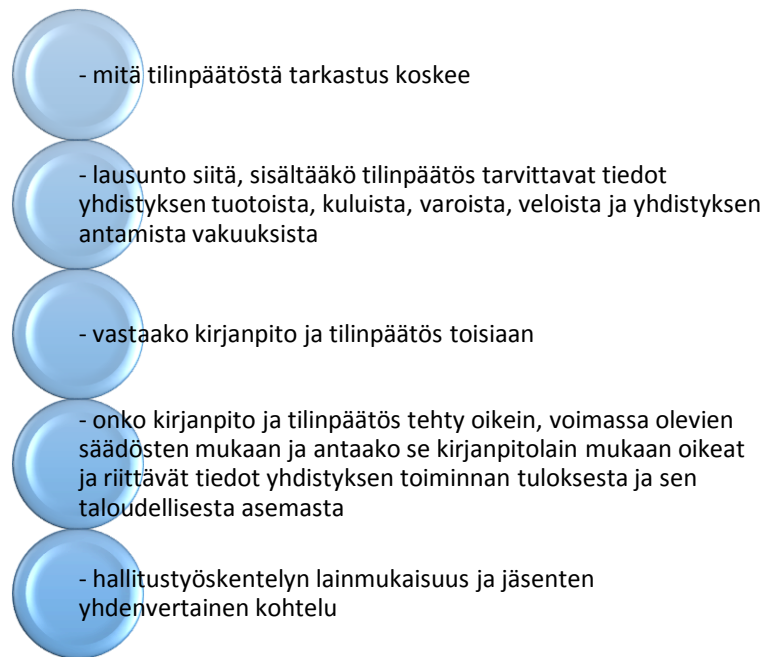 - mitä tilinpäätöstä tarkastus koskee
- lausunto siitä, sisältääkö tilinpäätös tarvittavat tiedot
yhdistyksen tuotoista, kuluista, varoista, veloista ja yhdistyksen
antamista vakuuksista
- vastaako kirjanpito ja tilinpäätös toisiaan
- onko kirjanpito ja tilinpäätös tehty oikein, voimassa olevien
säädösten mukaan ja antaako se kirjanpitolain mukaan oikeat
ja riittävät tiedot yhdistyksen toiminnan tuloksesta ja sen
taloudellisesta asemasta
- hallitustyöskentelyn lainmukaisuus ja jäsenten
yhdenvertainen kohtelu